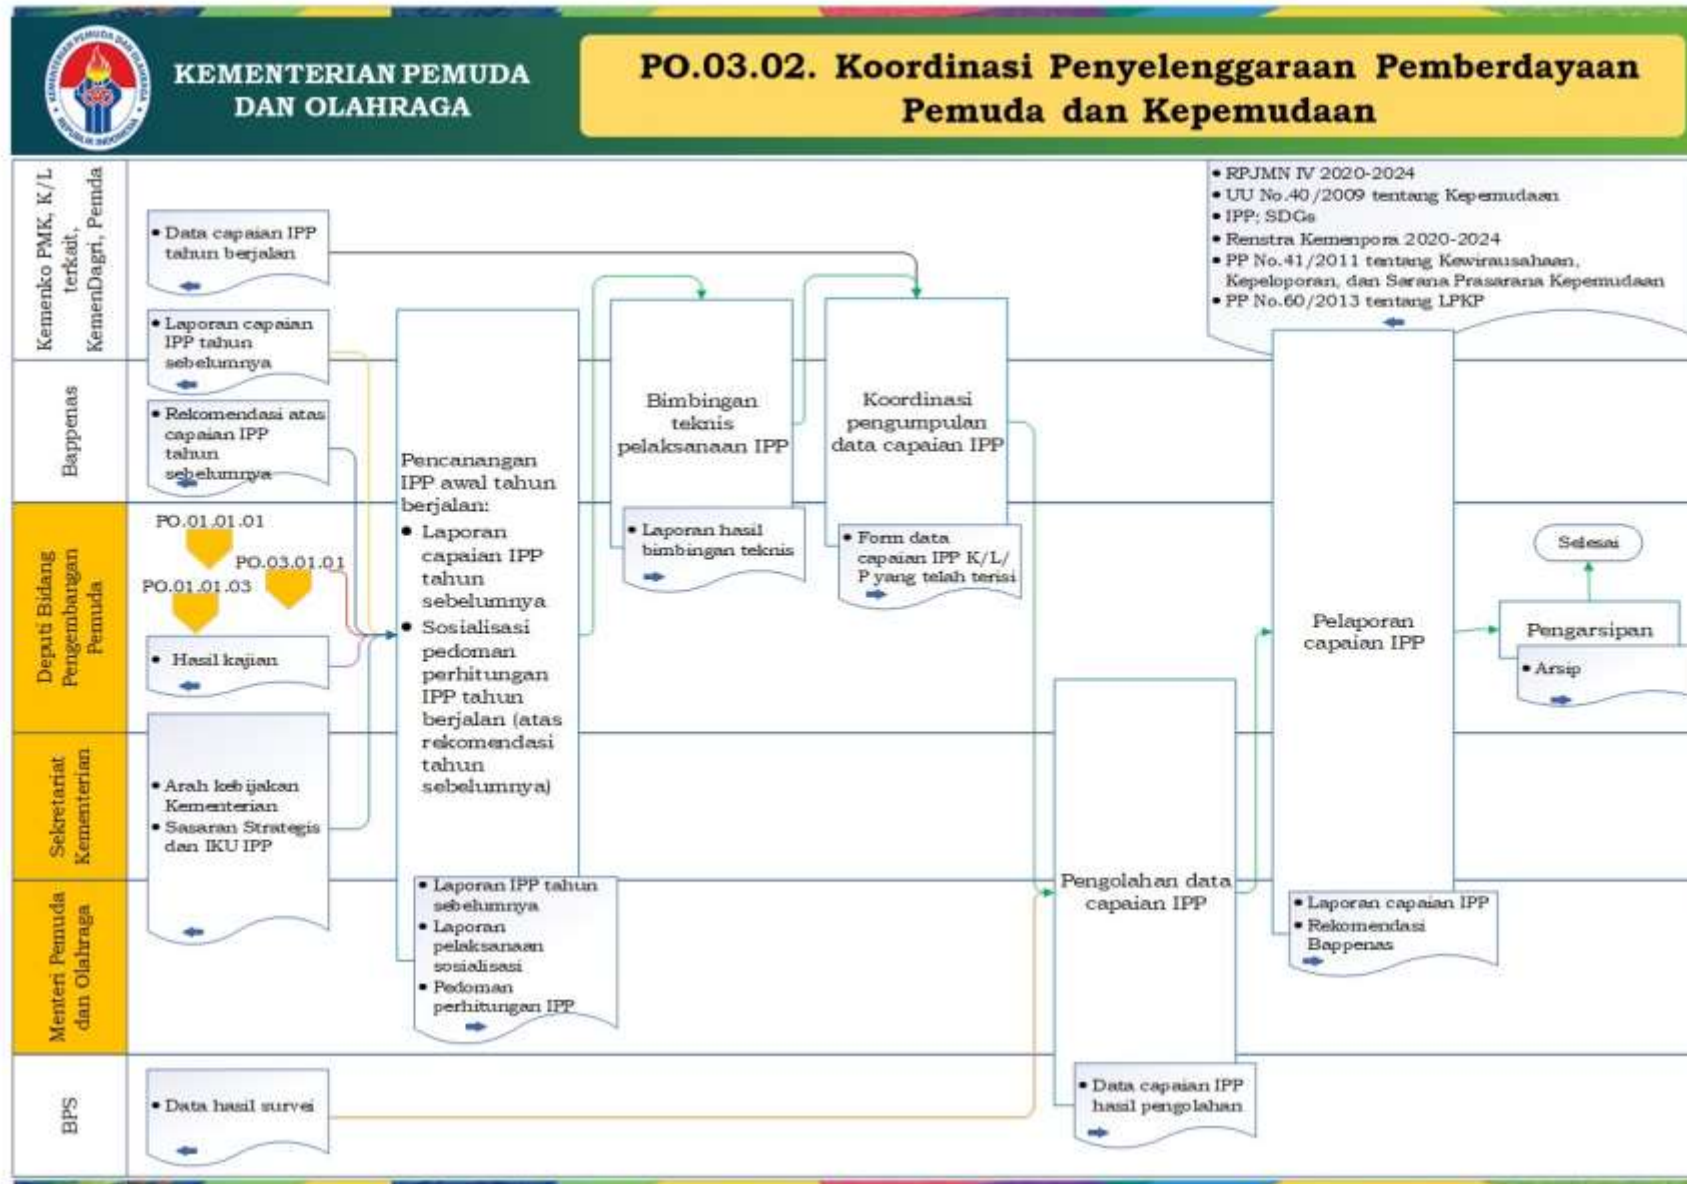 KEMENTERIAN PEMUDA DAN OLAHRAGA
REPUBLIK INDONESIA
KEMENTERIAN PEMUDA
DAN OLAHRAGA
PO.03.02. Koordinasi Penyelenggaraan Pemberdayaan
Pemuda dan Kepemudaan
Kemenko PMK, K/L
terkait,
KemenDagri, Pemda
• Data capaian IPP
tahun berjalan
• Laporan capaian
IPP tahun
sebelumnya
• RPJMN IV 2020-2024
• UU No.40/2009 tentang Kepemudaan
• IPP; SDGs
• Renstra Kemenpora 2020-2024
• PP No.41/2011 tentang Kewirausahaan,
Kepeloporan, dan Sarana Prasarana Kepemudaan
• PP No.60/2013 tentang LPKP
Bappenas
• Rekomendasi atas
capaian IPP
tahun
sebelumnya
Pencanangan
IPP awal tahun
berjalan:
• Laporan
capaian IPP
tahun
sebelumnya
• Sosialisasi
pedoman
perhitungan
IPP tahun
berjalan (atas
rekomendasi
tahun
sebelumnya)
Bimbingan
teknis
pelaksanaan IPP
Koordinasi
pengumpulan
data capaian IPP
Deputi Bidang
Pengembangan
Pemuda
PO.01.01.01
PO.03.01.01
PO.01.01.03
• Hasil kajian
• Laporan hasil
bimbingan teknis
• Form data
capaian IPP K/L/
P yang telah terisi
Pelaporan
capaian IPP
Selesai
Pengarsipan
• Arsip
Sekretariat
Kementerian
• Arah kebijakan
Kementerian
• Sasaran Strategis
dan IKU IPP
Menteri Pemuda
dan Olahraga
• Laporan IPP tahun
sebelumnya
• Laporan
pelaksanaan
sosialisasi
• Pedoman
perhitungan IPP
Pengolahan data
capaian IPP
• Laporan capaian IPP
• Rekomendasi
Bappenas
BPS
• Data hasil survei
• Data capaian IPP
hasil pengolahan